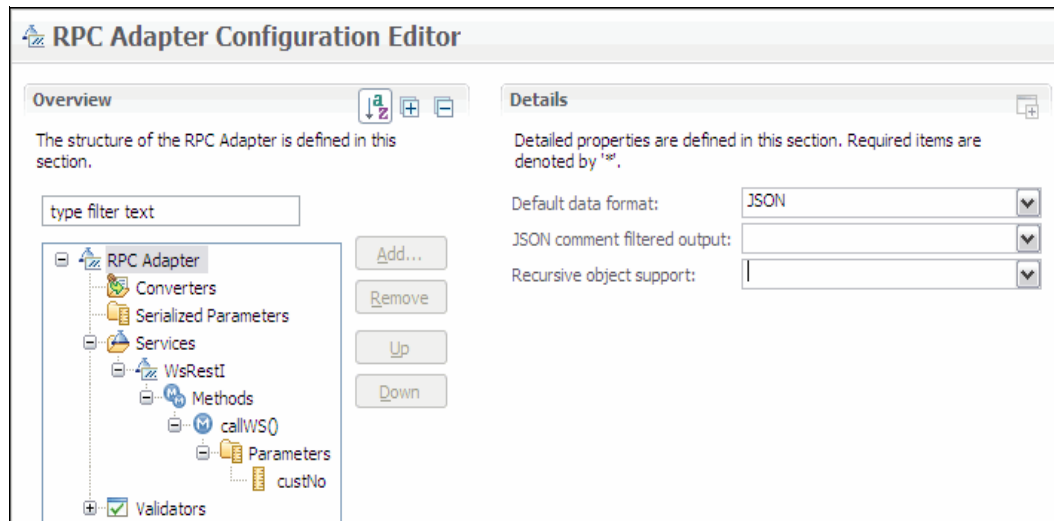 RPC Adapter Configuration Editor
Overview
The structure of the RPC Adapter is defined in this
section.
type filter text
RPC Adapter
Converters
Serialized Parameters
Services
WsRestI
Methods
callWS()
Parameters
custNo
Validators
Add...
Remove
Up
Down
Details
Detailed properties are defined in this section. Required items are
denoted by '*'.
Default data format: JSON
JSON comment filtered output:
Recursive object support: